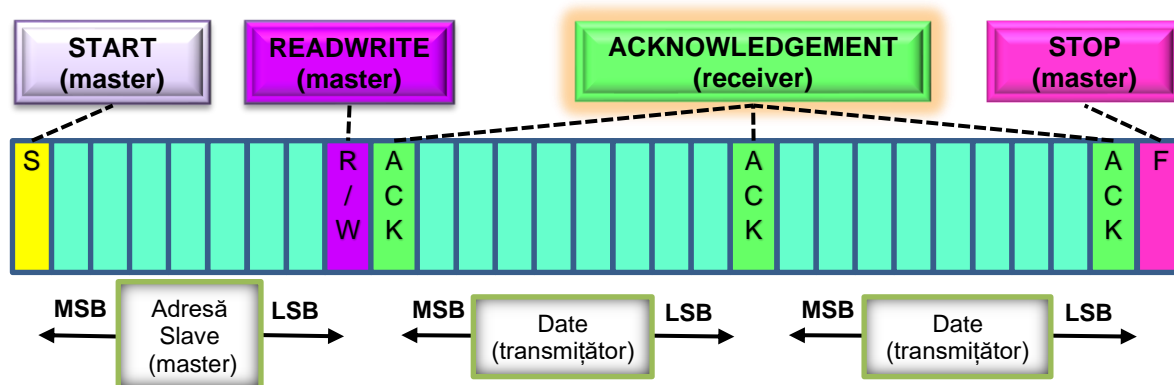 START
(master)
READWRITE
(master)
ACKNOWLEDGEMENT
(receiver)
STOP
(master)
S
R
/
W
A
C
K
A
C
K
A
C
K
F
MSB
Adresă
Slave
(master)
LSB
MSB
Date
(transmițător)
LSB
MSB
Date
(transmițător)
LSB